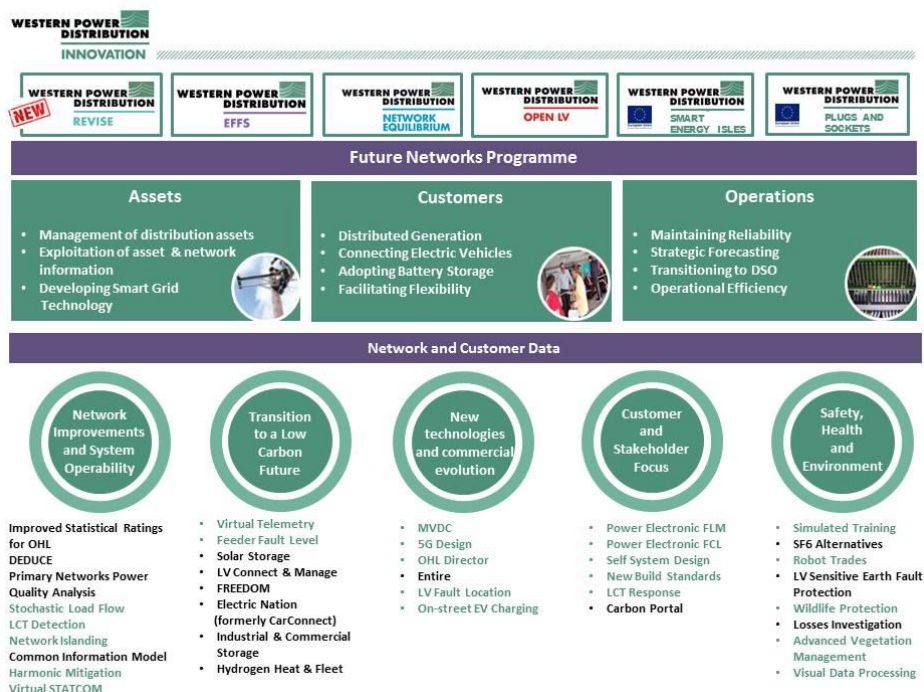 WESTERN POWER
DISTRIBUTION
INNOVATION
NEW
WESTERN POWER
DISTRIBUTION
REVISE
WESTERN POWER
DISTRIBUTION
EFFS
WESTERN POWER
DISTRIBUTION
NETWORK
EQUILIBRIUM
WESTERN POWER
DISTRIBUTION
OPEN LV
WESTERN POWER
DISTRIBUTION
SMART
ENERGY ISLES
WESTERN POWER
DISTRIBUTION
PLUGS AND
SOCKETS
Future Networks Programme
Assets
• Management of distribution assets
• Exploitation of asset & network
information
• Developing Smart Grid
Technology
Customers
• Distributed Generation
• Connecting Electric Vehicles
• Adopting Battery Storage
• Facilitating Flexibility
Operations
• Maintaining Reliability
• Strategic Forecasting
• Transitioning to DSO
• Operational Efficiency
Network and Customer Data
Network
Improvements
and System
Operability
Improved Statistical Ratings
for OHL
DEDUCE
Primary Networks Power
Quality Analysis
Stochastic Load Flow
LCT Detection
Network Islanding
Common Information Model
Harmonic Mitigation
Virtual STATCOM
Transition
to a Low
Carbon
Future
• Virtual Telemetry
• Feeder Fault Level
• Solar Storage
• LV Connect & Manage
• FREEDOM
• Electric Nation
(formerly CarConnect)
• Industrial & Commercial
Storage
• Hydrogen Heat & Fleet
New
technologies
and commercial
evolution
• MVDC
• 5G Design
• OHL Director
• Entire
• LV Fault Location
• On-street EV Charging
Customer
and
Stakeholder
Focus
• Power Electronic FLM
• Power Electronic FCL
• Self System Design
• New Build Standards
• LCT Response
• Carbon Portal
Safety,
Health
and
Environment
• Simulated Training
• SF6 Alternatives
• Robot Trades
• LV Sensitive Earth Fault
Protection
• Wildlife Protection
• Losses Investigation
• Advanced Vegetation
Management
• Visual Data Processing